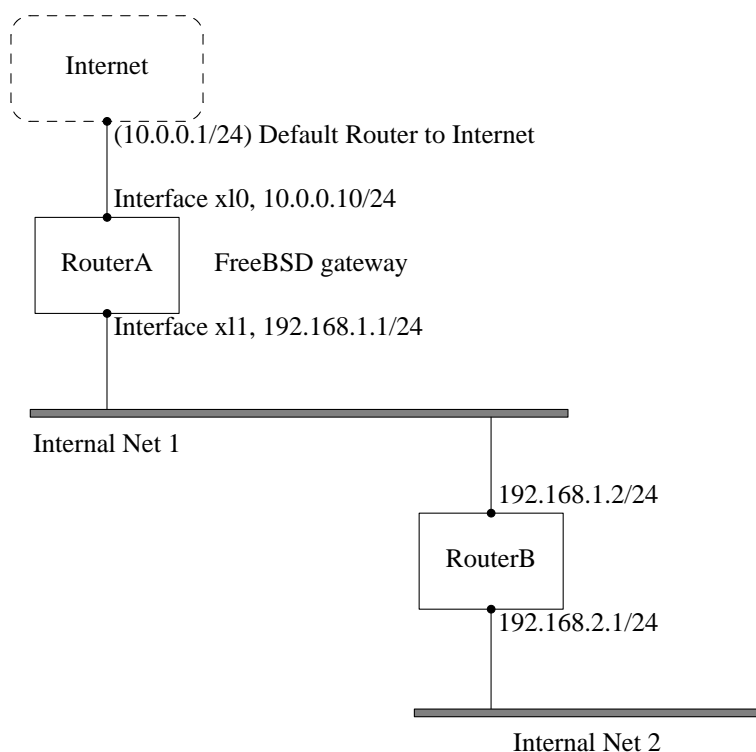 Internet
(10.0.0.1/24) Default Router to Internet
Interface xl0, 10.0.0.10/24
RouterA
FreeBSD gateway
Interface xl1, 192.168.1.1/24
Internal Net 1
192.168.1.2/24
RouterB
192.168.2.1/24
Internal Net 2